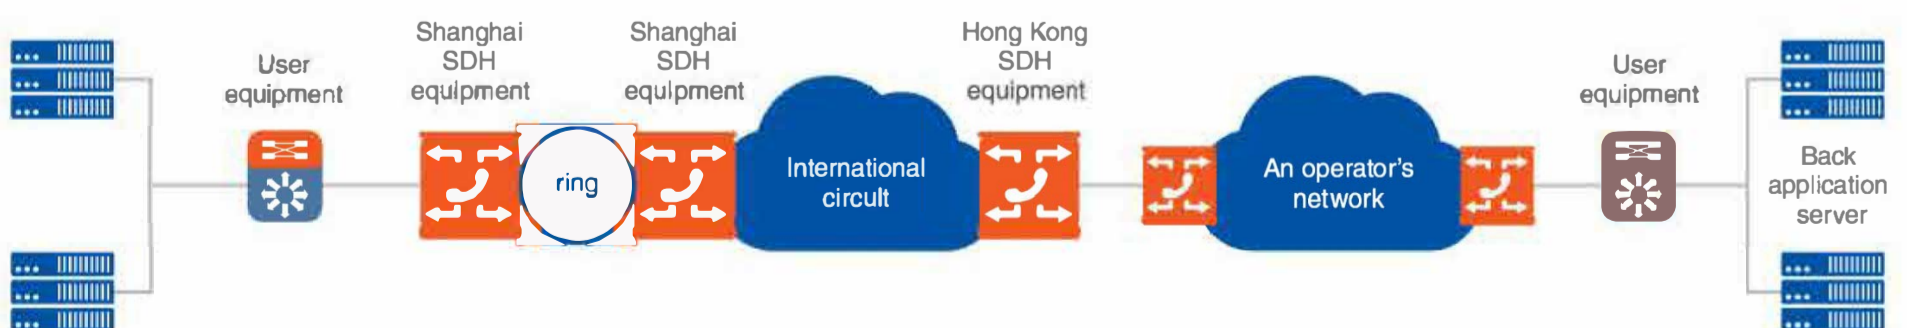 User
equipment
Shanghai
SDH
equipment
ring
Shanghai
SDH
equipment
International
circuit
Hong Kong
SDH
equipment
An operator's
network
User
equipment
Back
application
server